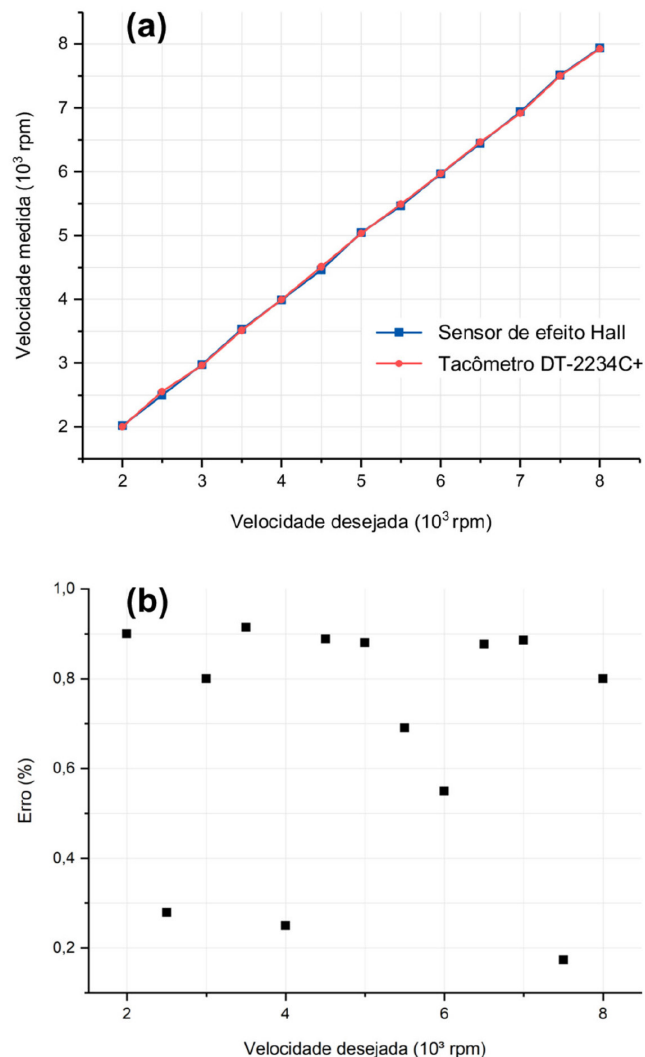 (a)
8
7
6
5
4
3
2
Velocidade medida (10³ rpm)
Sensor de efeito Hall
Tacômetro DT-2234C+
2 3 4 5 6 7 8
Velocidade desejada (10³ rpm)
(b)
1,0
0,8
0,6
0,4
0,2
Erro (%)
2 4 6 8
Velocidade desejada (10³ rpm)